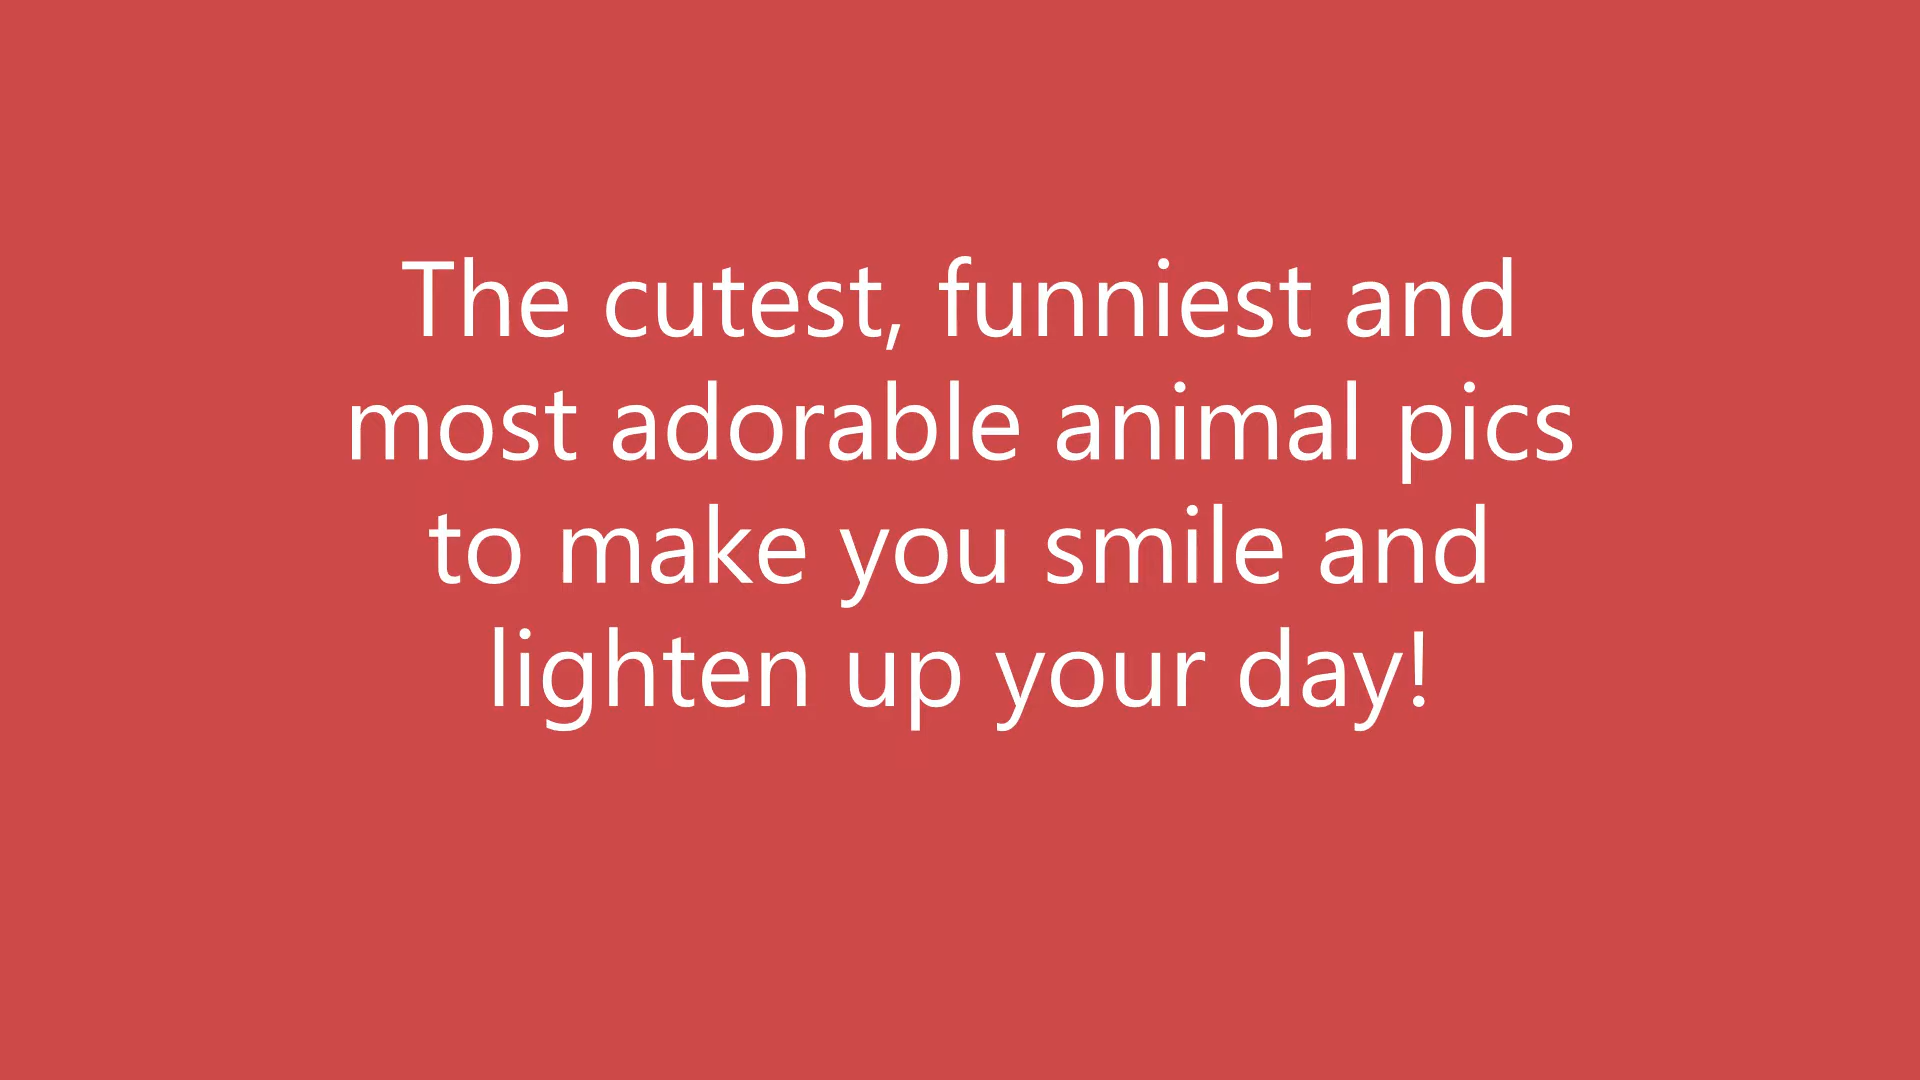 The cutest, funniest and
most adorable animal pics
to make you smile and
lighten up your day!